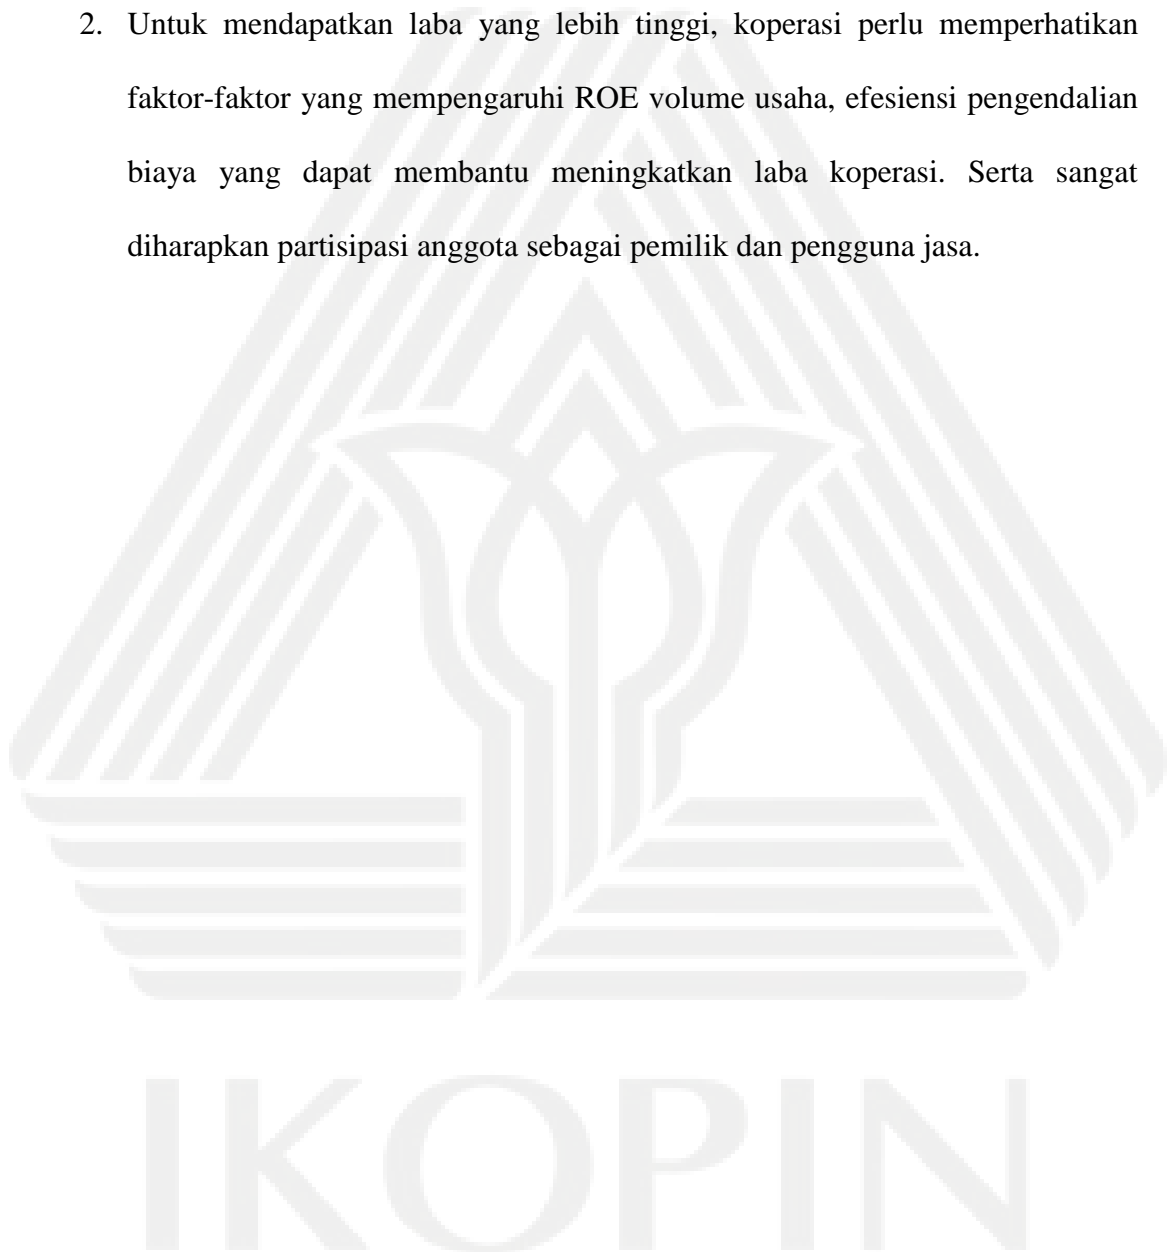 2. Untuk mendapatkan laba yang lebih tinggi, koperasi perlu memperhatikan
faktor-faktor yang mempengaruhi ROE volume usaha, efesiensi pengendalian
biaya yang dapat membantu meningkatkan laba koperasi. Serta sangat
diharapkan partisipasi anggota sebagai pemilik dan pengguna jasa.
IKOPIN